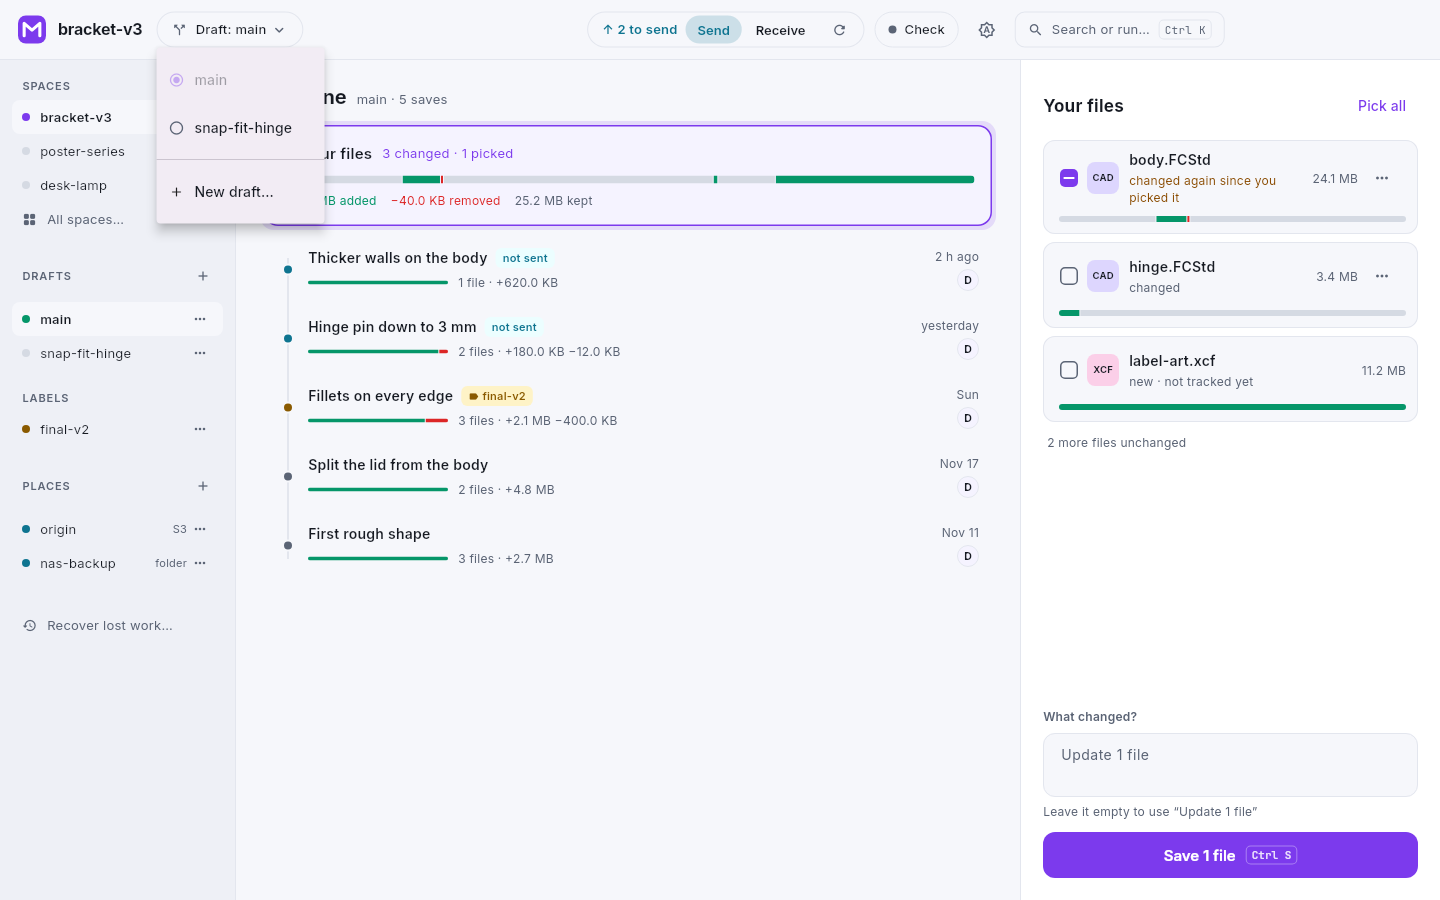 bracket-v3
Draft: main
↑ 2 to send
Send
Receive
Check
Search or run...
Ctrl K
main
snap-fit-hinge
+ New draft...
SPACES
bracket-v3
poster-series
desk-lamp
All spaces...
DRAFTS
main
snap-fit-hinge
LABELS
final-v2
PLACES
origin
S3
nas-backup
folder
Recover lost work...
main · 5 saves
files
3 changed · 1 picked
MB added
−40.0 KB removed
25.2 MB kept
Thicker walls on the body
not sent
2 h ago
1 file · +620.0 KB
D
Hinge pin down to 3 mm
not sent
yesterday
2 files · +180.0 KB −12.0 KB
D
Fillets on every edge
final-v2
Sun
3 files · +2.1 MB −400.0 KB
D
Split the lid from the body
Nov 17
2 files · +4.8 MB
D
First rough shape
Nov 11
3 files · +2.7 MB
D
Your files
Pick all
CAD
body.FCStd
changed again since you
picked it
24.1 MB
CAD
hinge.FCStd
changed
3.4 MB
XCF
label-art.xcf
new · not tracked yet
11.2 MB
2 more files unchanged
What changed?
Update 1 file
Leave it empty to use “Update 1 file”
Save 1 file
Ctrl S